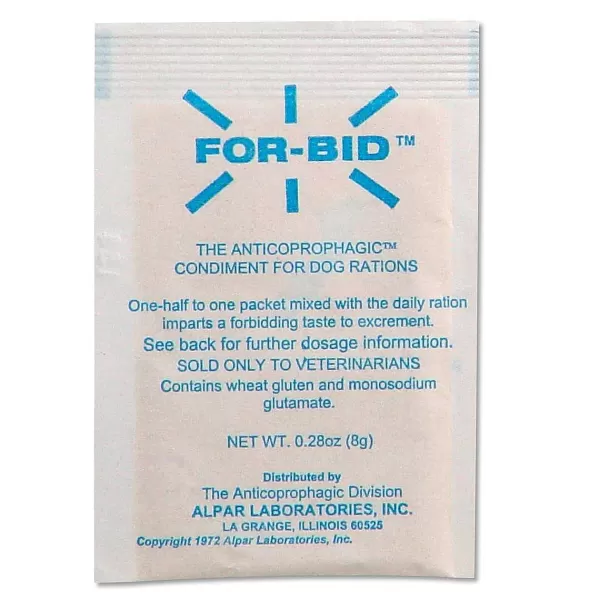 FOR-BID™
THE ANTICOPROPHAGIC™
CONDIMENT FOR DOG RATIONS
One-half to one packet mixed with the daily ration
imparts a forbidding taste to excrement.
See back for further dosage information.
SOLD ONLY TO VETERINARIANS
Contains wheat gluten and monosodium
glutamate.
NET WT. 0.28oz (8g)
Distributed by
The Anticoprophagic Division
ALPAR LABORATORIES, INC.
LA GRANGE, ILLINOIS 60525
Copyright 1972 Alpar Laboratories, Inc.